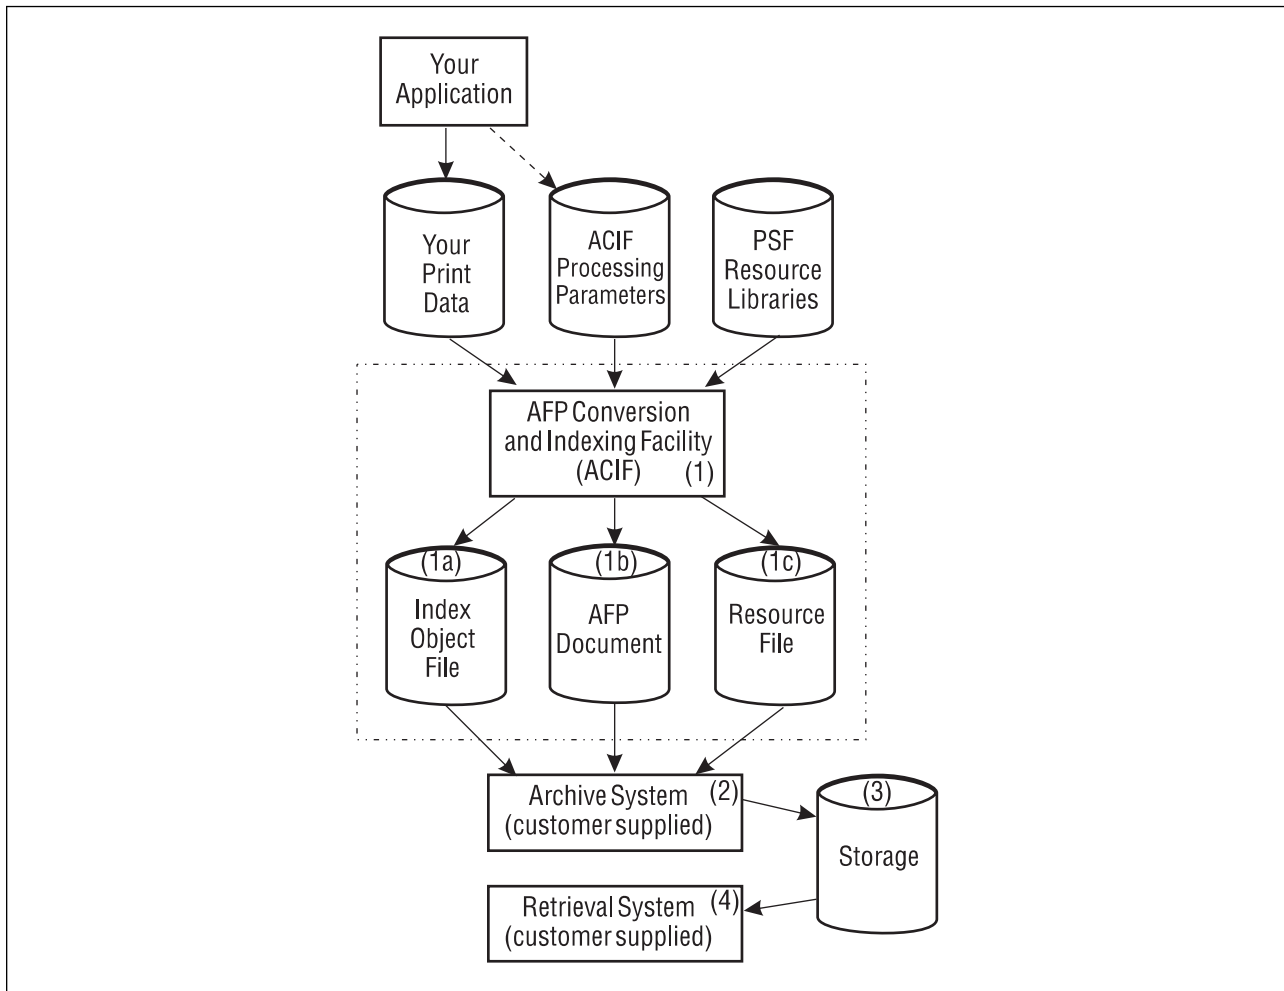 Your
Application
Your
Print
Data
ACIF
Processing
Parameters
PSF
Resource
Libraries
AFP Conversion
and Indexing Facility
(ACIF) (1)
(1a)
Index
Object
File
(1b)
AFP
Document
(1c)
Resource
File
Archive System (2)
(customer supplied)
(3)
Storage
Retrieval System (4)
(customer supplied)